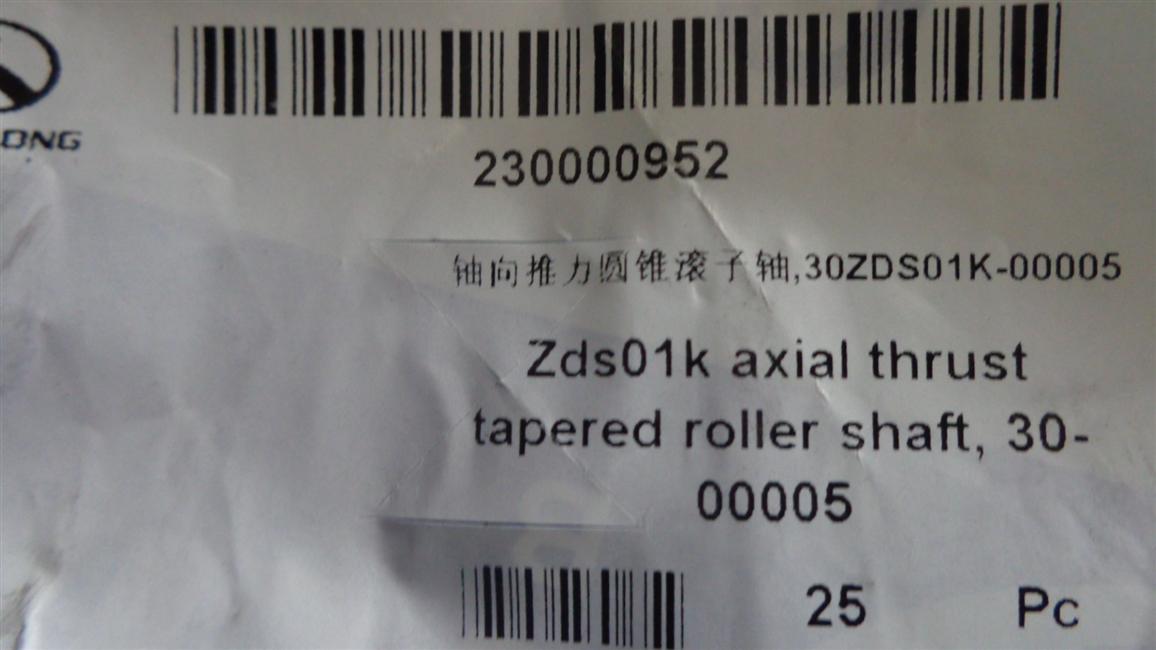 ONG
230000952
轴向推力圆锥滚子轴,30ZDS01K-00005
Zds01k axial thrust
tapered roller shaft, 30-
00005
25 Pc